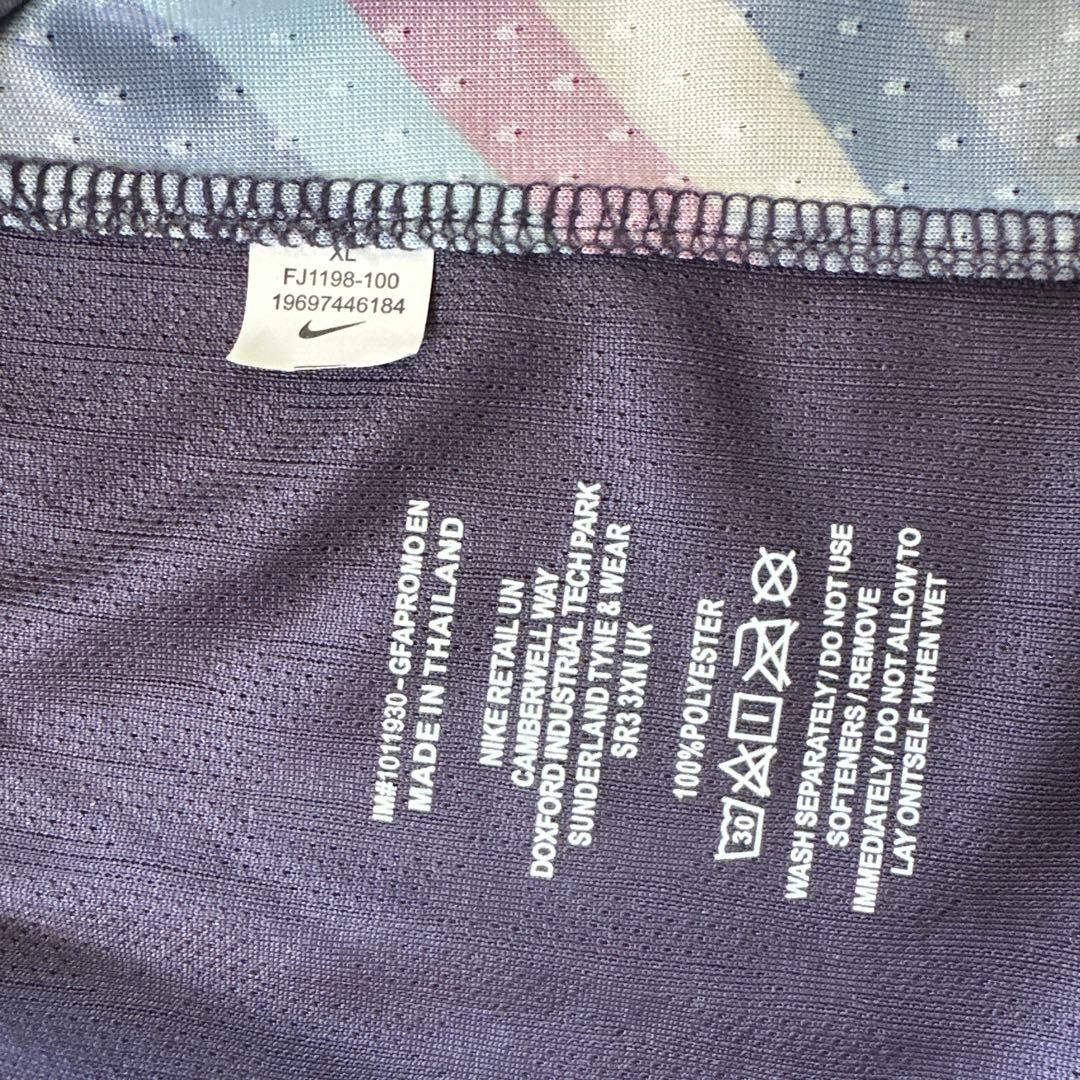 XL
FJ1198-100
19697446184
IM#1011930-GFAPROMO EN
MADE IN THAILAND
NIKE RETAIL UN
CAMBERWELL WAY
DOXFORD INDUSTRIAL TECH PARK
SUNDERLAND TYNE & WEAR
SR3 3XN UK
100%POLYESTER
30
WASH SEPARATELY / DO NOT USE
SOFTENERS / REMOVE
IMMEDIATELY / DO NOT ALLOW TO
LAY ONITSELF WHEN WET